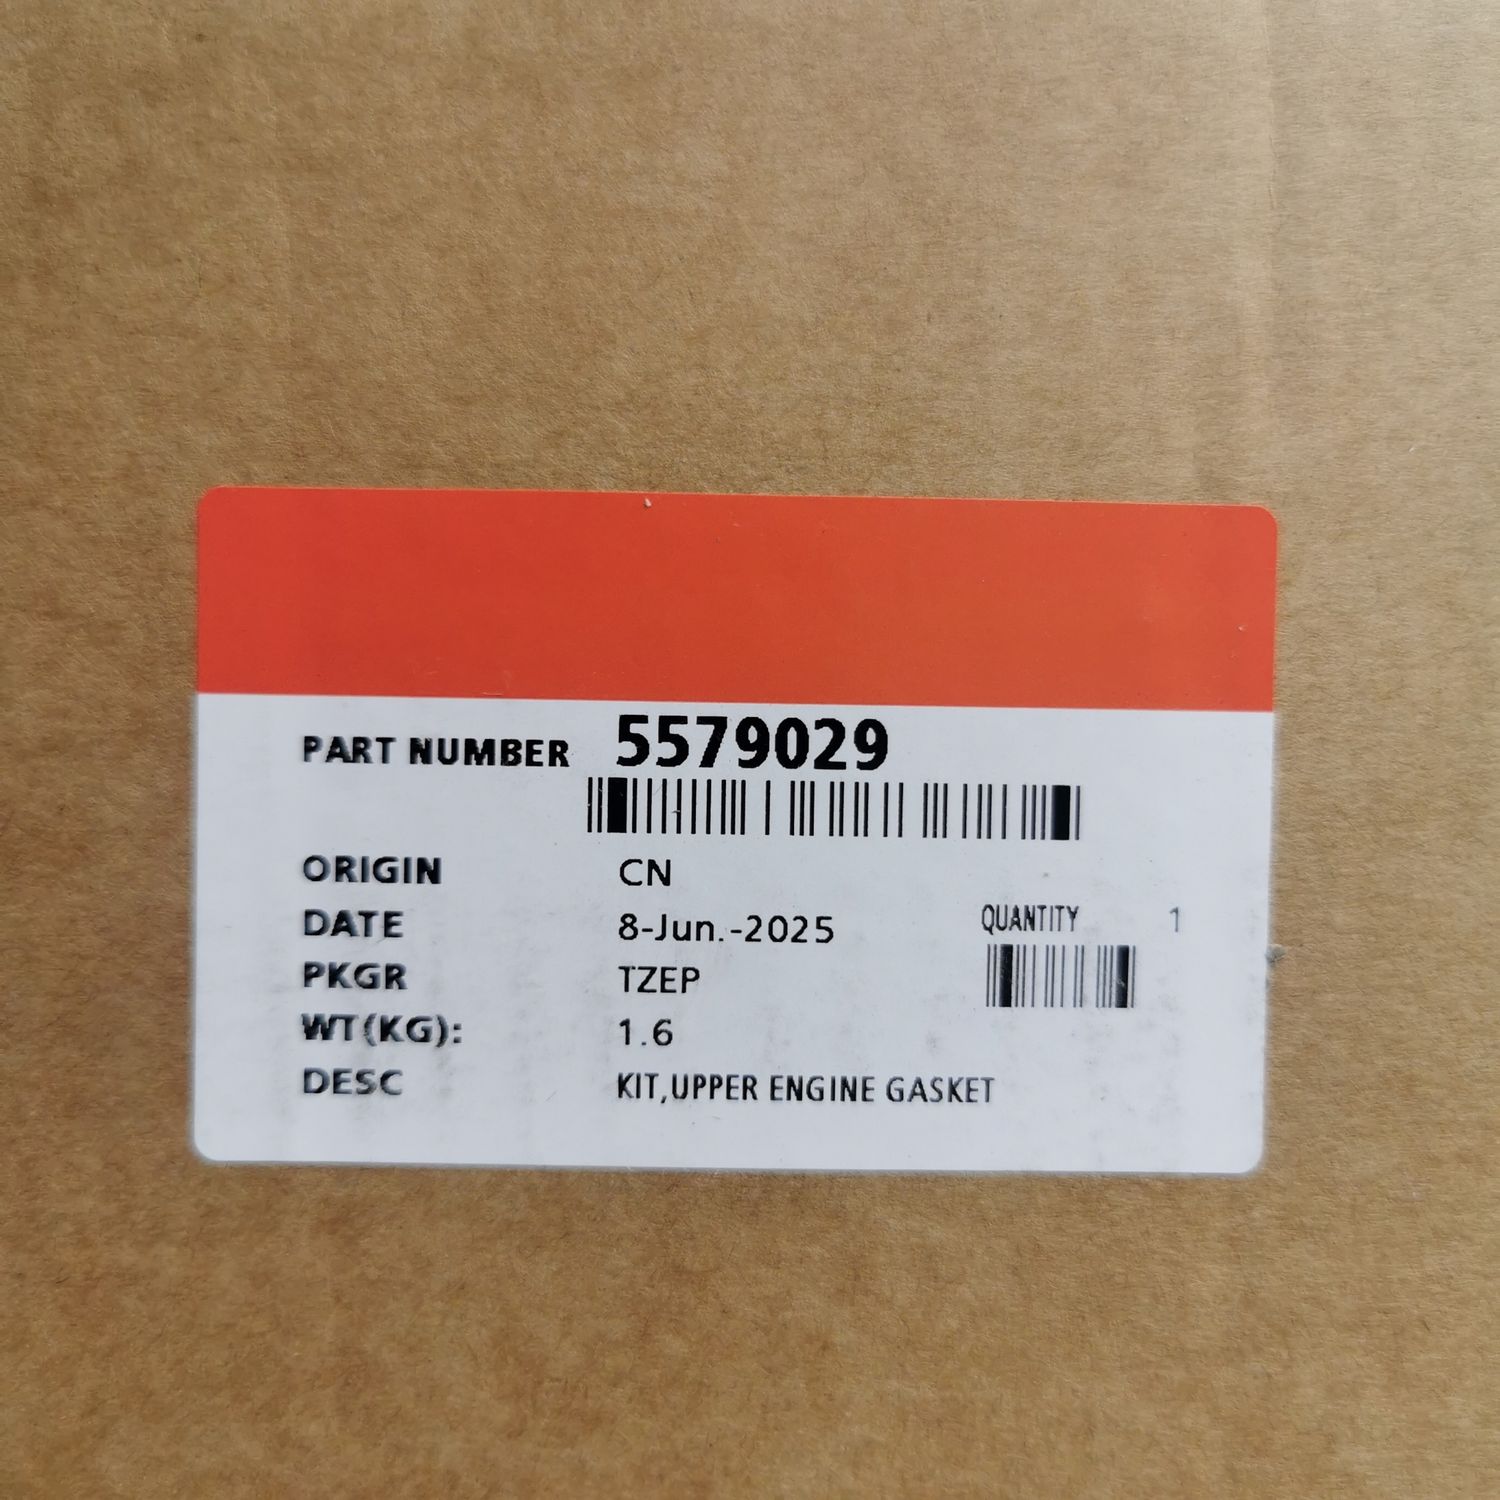 PART NUMBER 5579029
ORIGIN CN
DATE 8-Jun.-2025 QUANTITY 1
PKGR TZEP
WT(KG): 1.6
DESC KIT,UPPER ENGINE GASKET